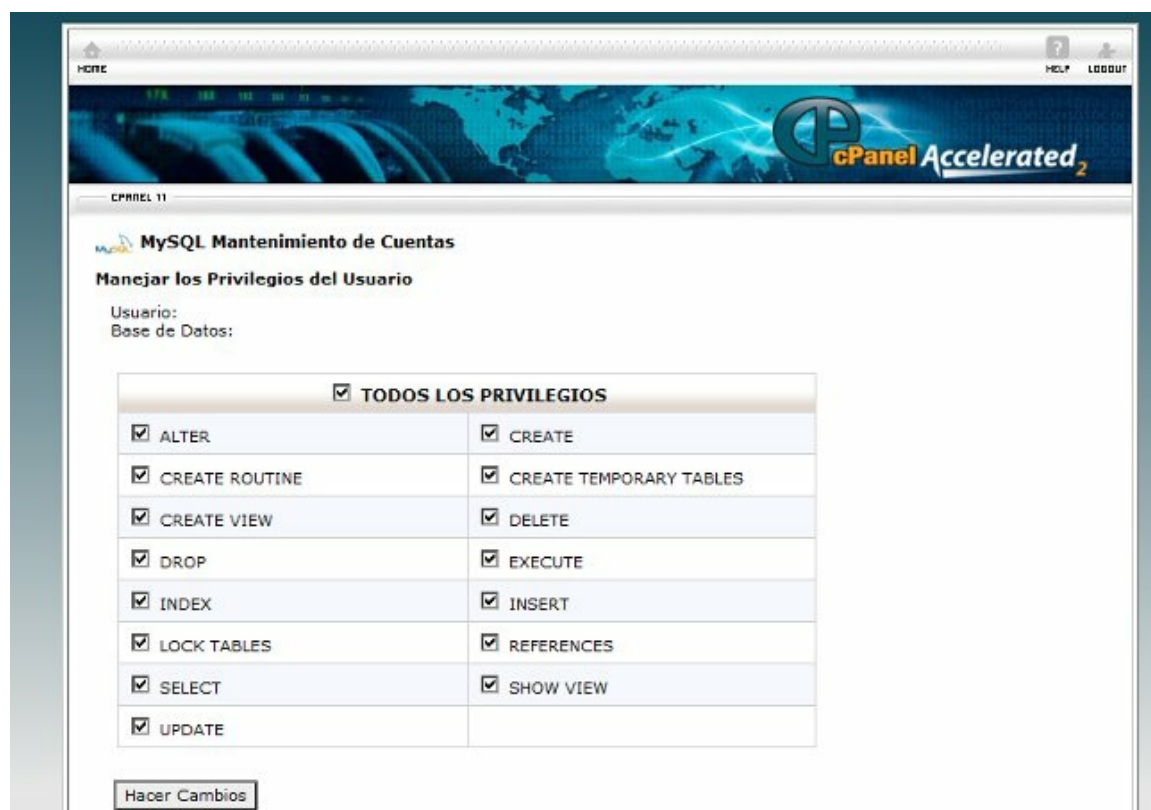 HOME
HELP LOGOUT
cPanel Accelerated2
CPANEL 11
MySQL MySQL Mantenimiento de Cuentas
Manejar los Privilegios del Usuario
Usuario:
Base de Datos:
TODOS LOS PRIVILEGIOS
ALTER CREATE
CREATE ROUTINE CREATE TEMPORARY TABLES
CREATE VIEW DELETE
DROP EXECUTE
INDEX INSERT
LOCK TABLES REFERENCES
SELECT SHOW VIEW
UPDATE
Hacer Cambios